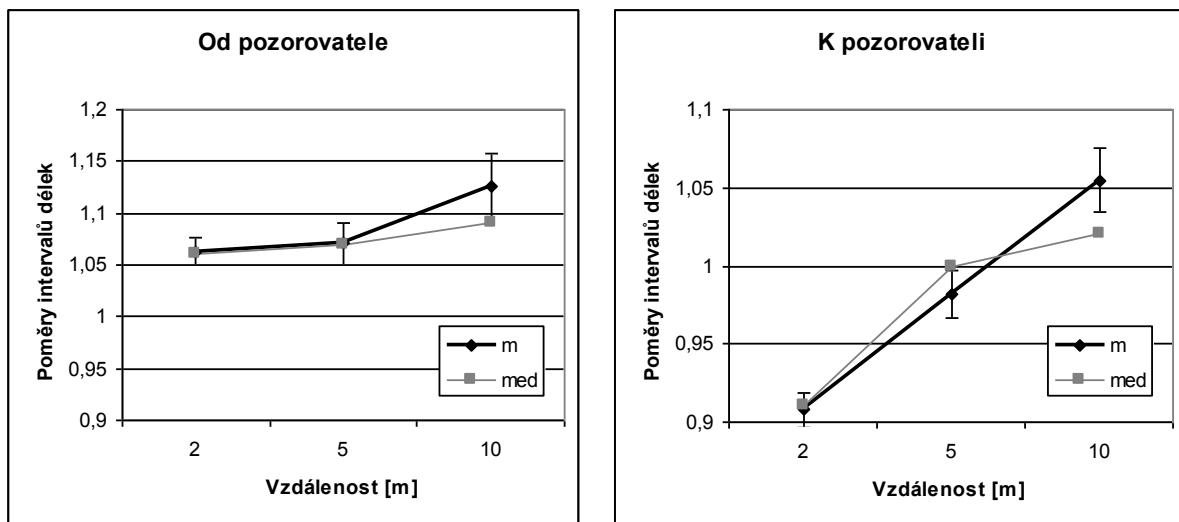 Od pozorovatele
Poměry intervalů délek
1,2
1,15
1,1
1,05
1
0,95
0,9
m
med
2 5 10
Vzdálenost [m]
K pozorovateli
Poměry intervalů délek
1,1
1,05
1
0,95
0,9
m
med
2 5 10
Vzdálenost [m]